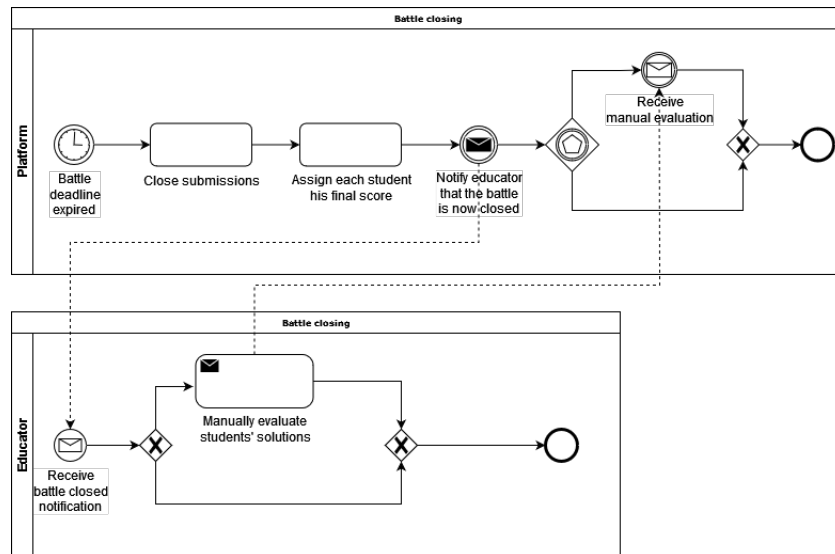 Battle closing
Platform
Battle
deadline
expired
Close submissions
Assign each student
his final score
Notify educator
that the battle
is now closed
Receive
manual evaluation
Battle closing
Educator
Receive
battle closed
notification
Manually evaluate
students' solutions